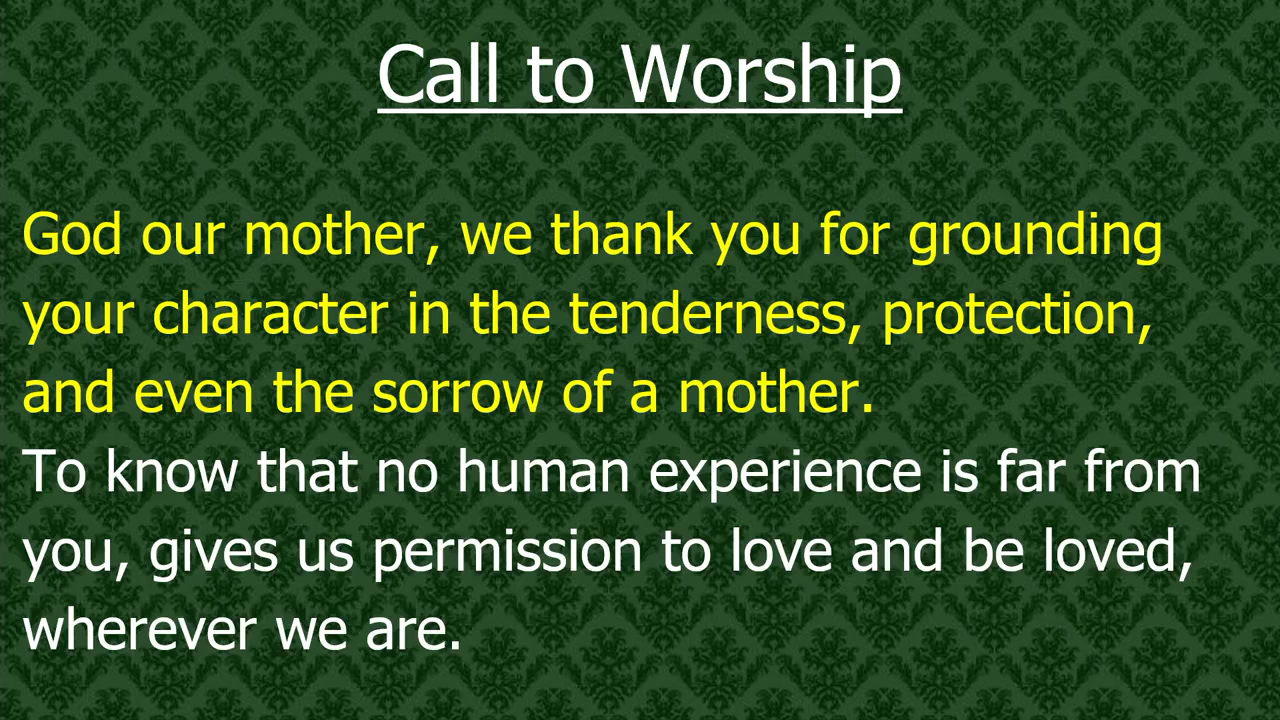 Call to Worship
God our mother, we thank you for grounding
your character in the tenderness, protection,
and even the sorrow of a mother.
To know that no human experience is far from
you, gives us permission to love and be loved,
wherever we are.